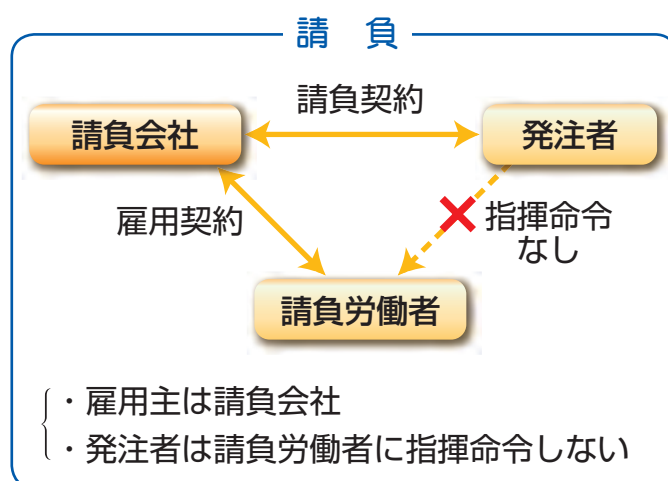 請 負
請負契約
請負会社
発注者
雇用契約
指揮命令
なし
請負労働者
・雇用主は請負会社
・発注者は請負労働者に指揮命令しない